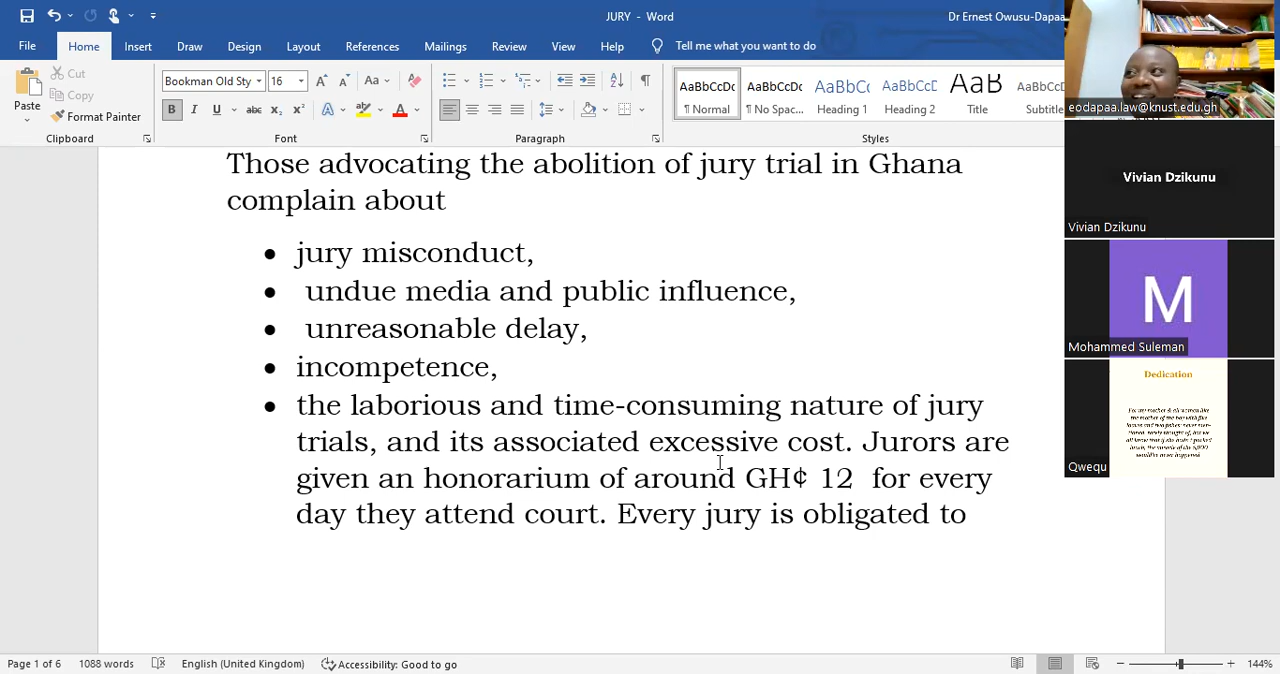 JURY - Word
Dr Ernest Owusu-Dapaa
File Home Insert Draw Design Layout References Mailings Review View Help Tell me what you want to do
Paste
Cut
Copy
Format Painter
Clipboard
Bookman Old Sty 16
Font
Paragraph
AaBbCcDc AaBbCcDc AaBbCc AaBbCcD AaB AaBbCcD
¶ Normal ¶ No Spac... Heading 1 Heading 2 Title Subtitle
Styles
Those advocating the abolition of jury trial in Ghana
complain about
• jury misconduct,
• undue media and public influence,
• unreasonable delay,
• incompetence,
• the laborious and time-consuming nature of jury
trials, and its associated excessive cost. Jurors are
given an honorarium of around GH¢ 12 for every
day they attend court. Every jury is obligated to
eodapaa.law@knust.edu.gh
Vivian Dzikunu
Vivian Dzikunu
M
Mohammed Suleman
Dedication
Qwequ
Page 1 of 6 1088 words English (United Kingdom) Accessibility: Good to go 144%